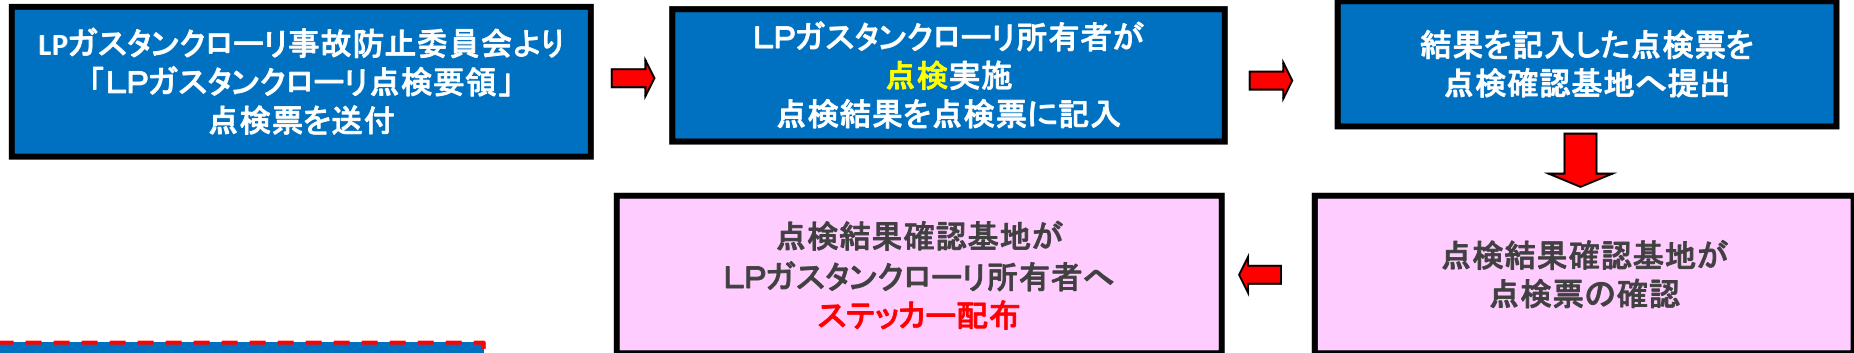 LPガスタンクローリ事故防止委員会より
「LPガスタンクローリ点検要領」
点検票を送付
LPガスタンクローリ所有者が
点検実施
点検結果を点検票に記入
結果を記入した点検票を
点検確認基地へ提出
点検結果確認基地が
点検票の確認
点検結果確認基地が
LPガスタンクローリ所有者へ
ステッカー配布